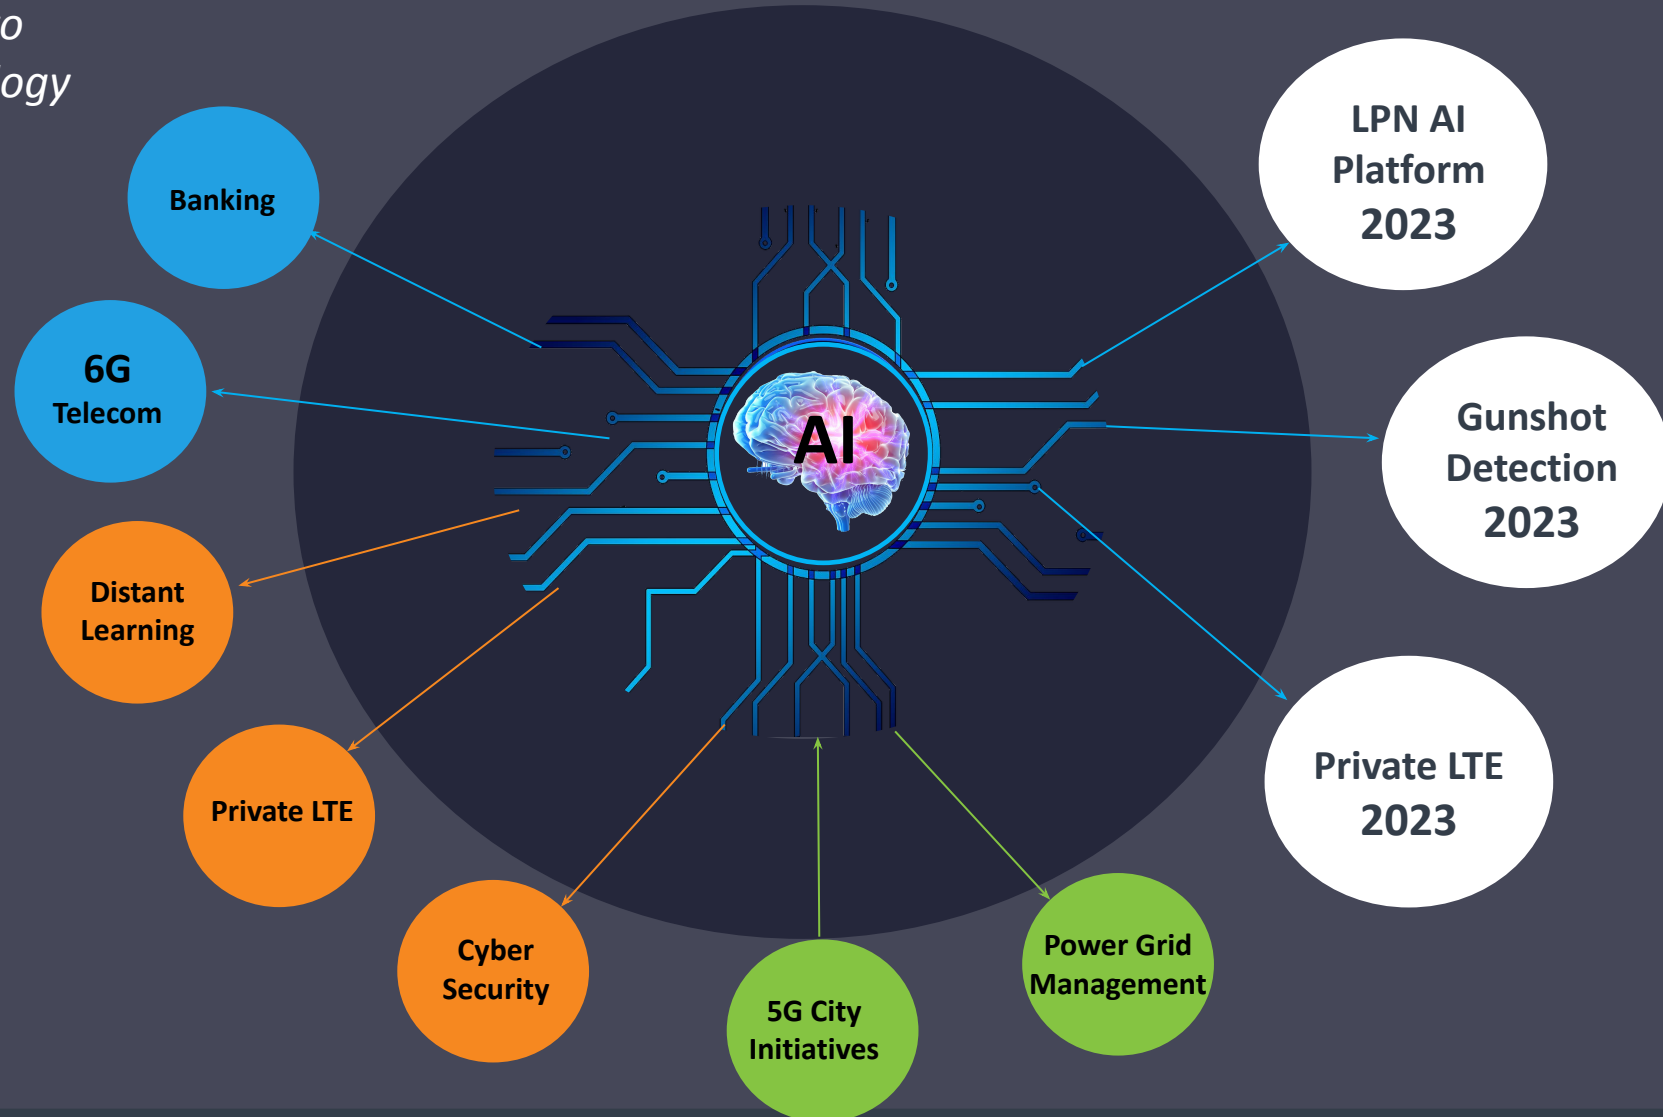 Banking
6G
Telecom
Distant
Learning
Private LTE
Cyber
Security
5G City
Initiatives
Power Grid
Management
AI
LPN AI
Platform
2023
Gunshot
Detection
2023
Private LTE
2023